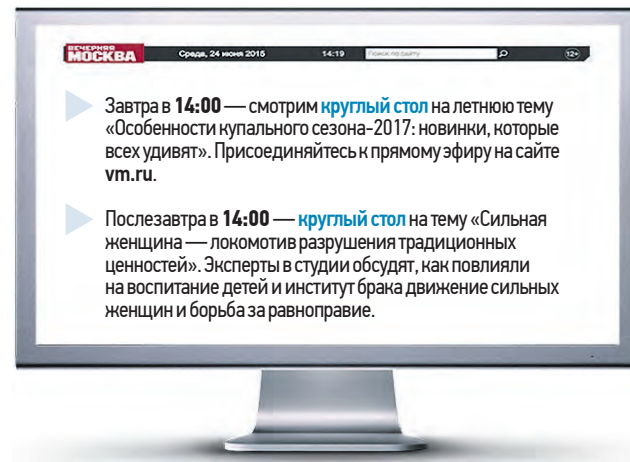 ВЕЧЕРНЯЯ
МОСКВА Среда, 24 июня 2015 14:19 Поиск по сайту 12+
Завтра в 14:00 — смотрим круглый стол на летнюю тему
«Особенности купального сезона-2017: новинки, которые
всех удивят». Присоединяйтесь к прямому эфиру на сайте
vm.ru.
Послезавтра в 14:00 — круглый стол на тему «Сильная
женщина — локомотив разрушения традиционных
ценностей». Эксперты в студии обсудят, как повлияли
на воспитание детей и институт брака движение сильных
женщин и борьба за равноправие.